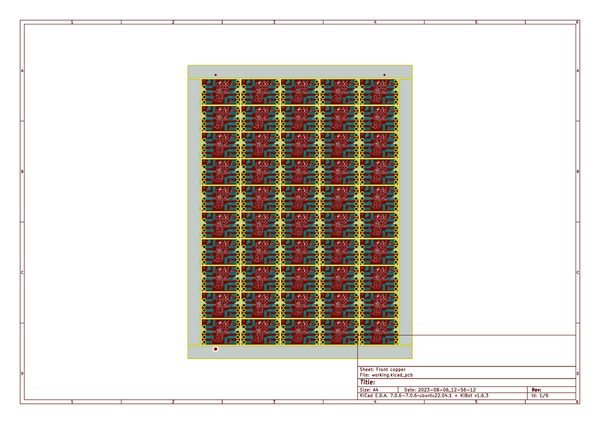 1 2 3 4 5 6
A A
B B
C C
D D
Sheet: Front copper
File: working.kicad_pcb
Title:
Size: A4 Date: 2023-08-06_12-56-12 Rev:
KiCad E.D.A. 7.0.6-7.0.6~ubuntu22.04.1 + KiBot v1.6.3 Id: 1/6
1 2 3 4 5 6